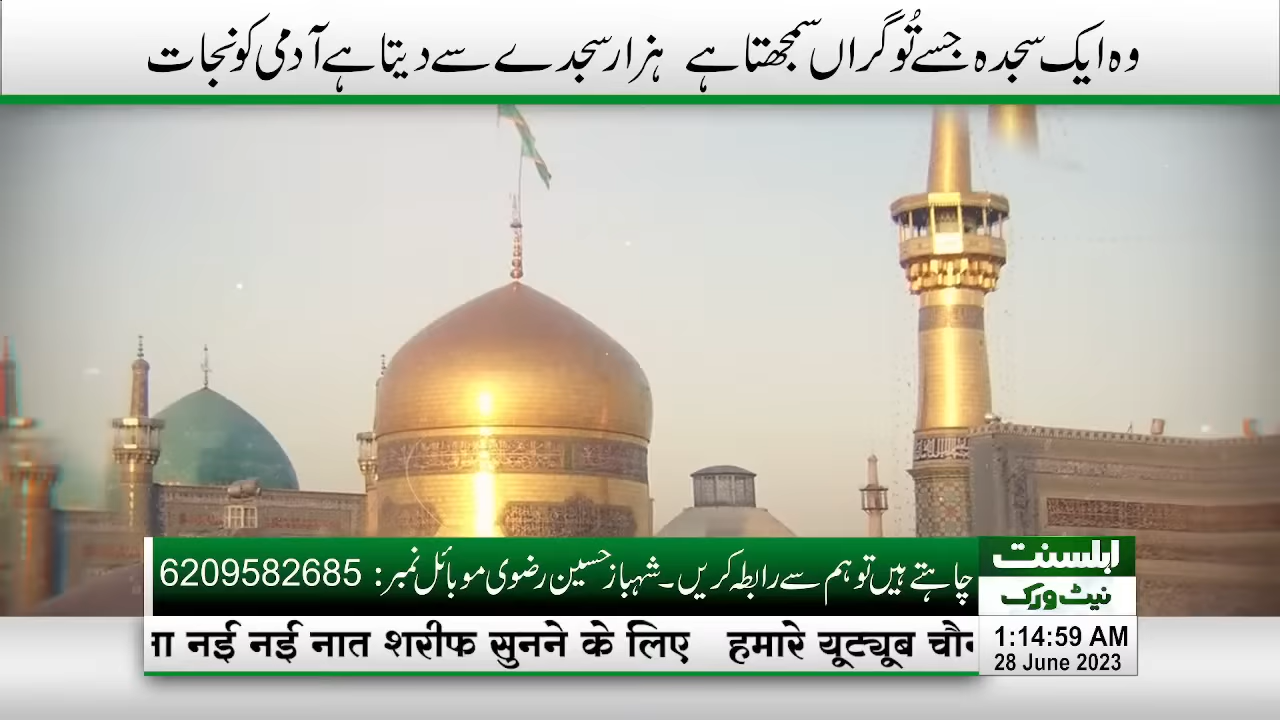 وہ ایک سجدہ جسے تُو گراں سمجھتا ہے ہزار سجدے سے دیتا ہے آدمی کو نجات
چاہتے ہیں تو ہم سے رابطہ کریں۔ شہباز حسین رضوی موبائل نمبر: 6209582685
اہلسنت
نیٹ ورک
ा नई नई नात शरीफ सुनने के लिए हमारे यूट्यूब चौन
1:14:59 AM
28 June 2023